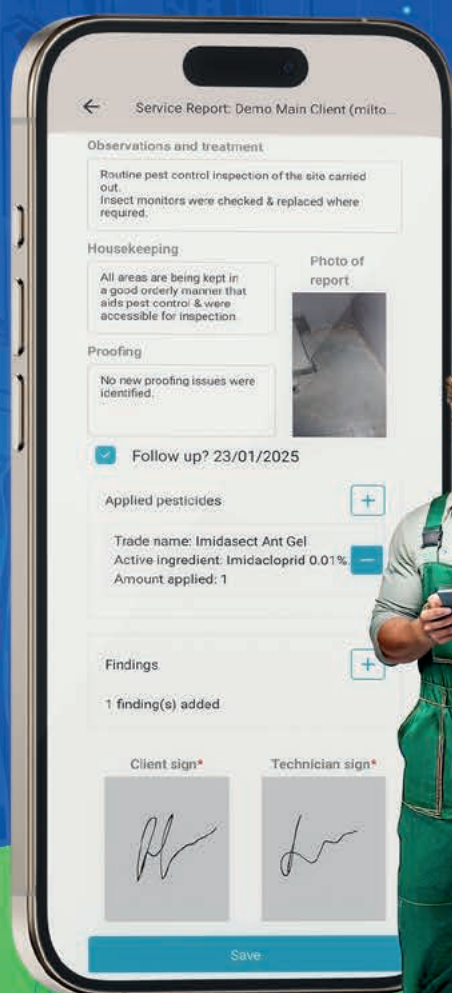 Service Report: Demo Main Client (milto...
Observations and treatment
Routine pest control inspection of the site carried
out.
Insect monitors were checked & replaced where
required.
Housekeeping
All areas are being kept in
a good orderly manner that
aids pest control & were
accessible for inspection
Photo of
report
Proofing
No new proofing issues were
identified.
Follow up? 23/01/2025
Applied pesticides
Trade name: Imidasect Ant Gel
Active ingredient: Imidacloprid 0.01%
Amount applied: 1
Findings
1 finding(s) added
Client sign*
Technician sign*
Save